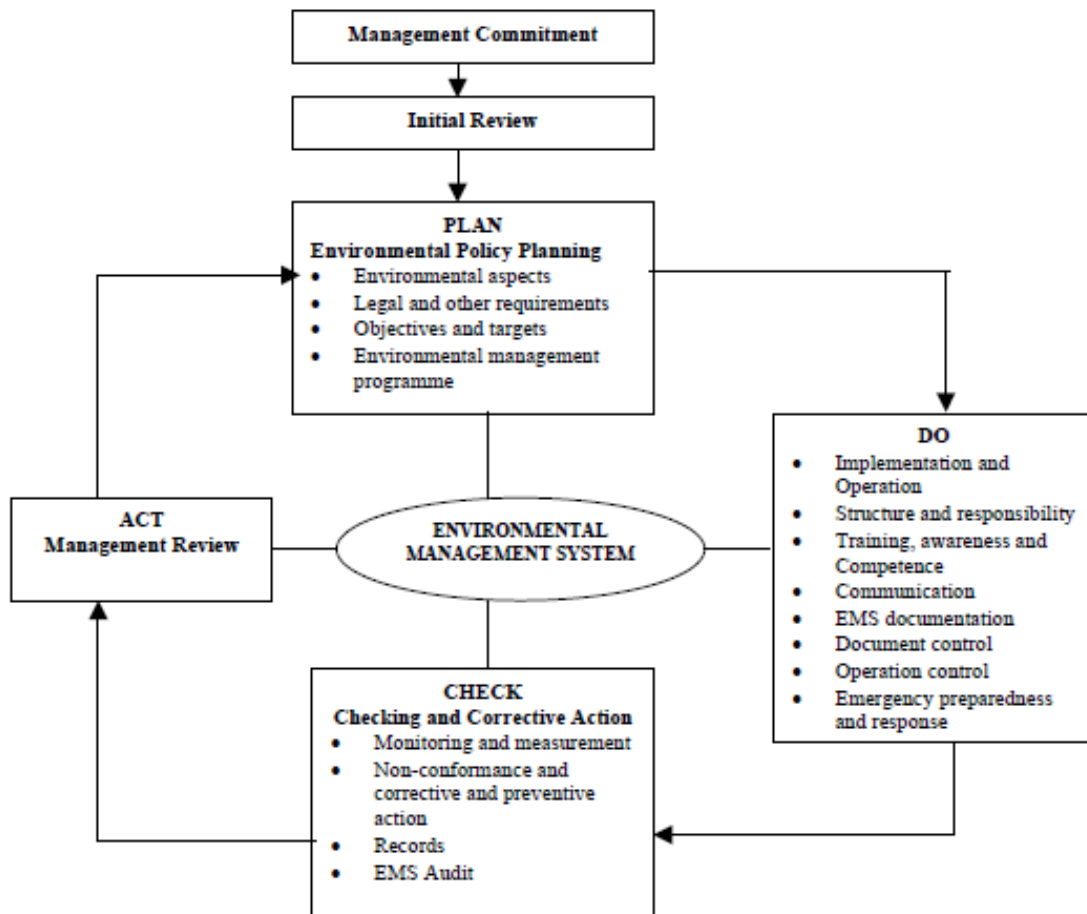 Management Commitment
Initial Review
PLAN
Environmental Policy Planning
• Environmental aspects
• Legal and other requirements
• Objectives and targets
• Environmental management
programme
DO
• Implementation and
Operation
• Structure and responsibility
• Training, awareness and
Competence
• Communication
• EMS documentation
• Document control
• Operation control
• Emergency preparedness
and response
ACT
Management Review
ENVIRONMENTAL
MANAGEMENT SYSTEM
CHECK
Checking and Corrective Action
• Monitoring and measurement
• Non-conformance and
corrective and preventive
action
• Records
• EMS Audit